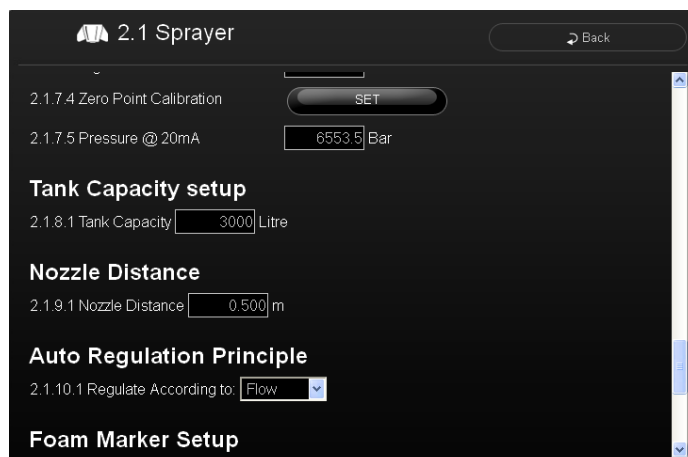 2.1 Sprayer
Back
2.1.7.4 Zero Point Calibration SET
2.1.7.5 Pressure @ 20mA 6553.5 Bar
Tank Capacity setup
2.1.8.1 Tank Capacity 3000 Litre
Nozzle Distance
2.1.9.1 Nozzle Distance 0.500 m
Auto Regulation Principle
2.1.10.1 Regulate According to: Flow
Foam Marker Setup